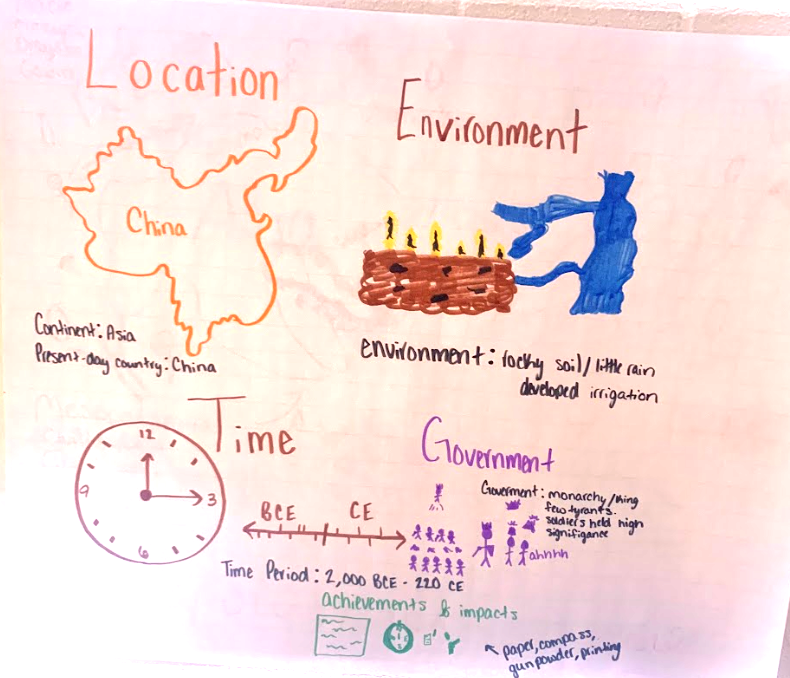 Location
China
Continent: Asia
Present-day country: China
Environment
environment: rocky soil/little rain
developed irrigation
Time
12
3
6
9
BCE CE
Time Period: 2,000 BCE - 220 CE
Government
Goverment: monarchy/king
few tyrants.
soldiers held high
signifigance
ahhhh
achievements & impacts
paper, compass,
gunpowder, printing